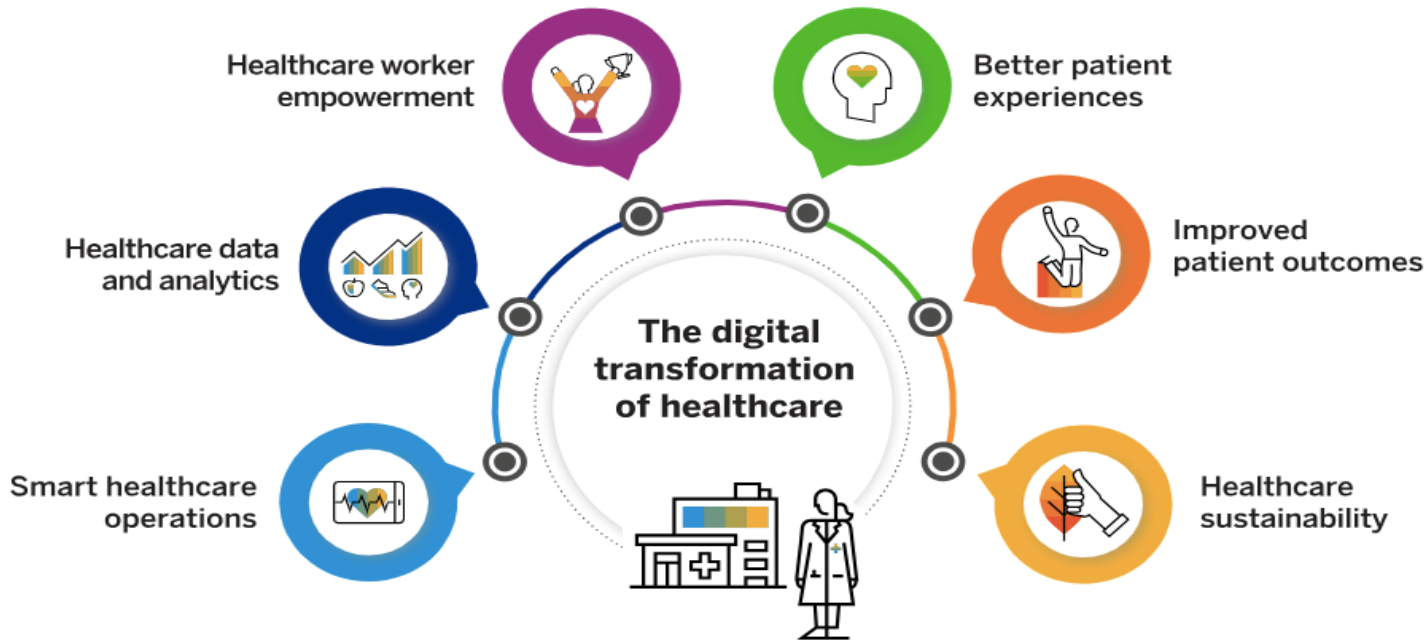 Healthcare worker
empowerment
Better patient
experiences
Healthcare data
and analytics
Improved
patient outcomes
The digital
transformation
of healthcare
Smart healthcare
operations
Healthcare
sustainability